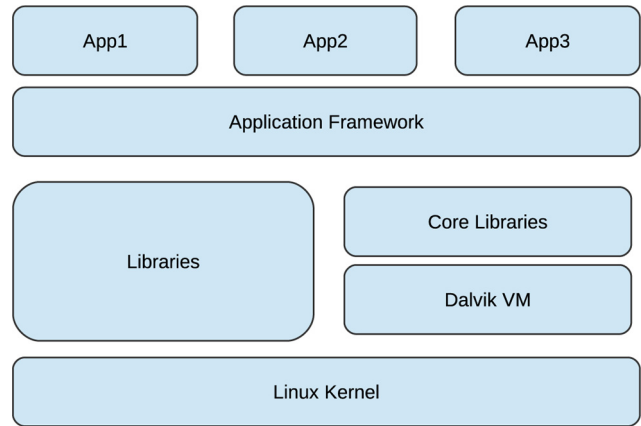 App1
App2
App3
Application Framework
Libraries
Core Libraries
Dalvik VM
Linux Kernel